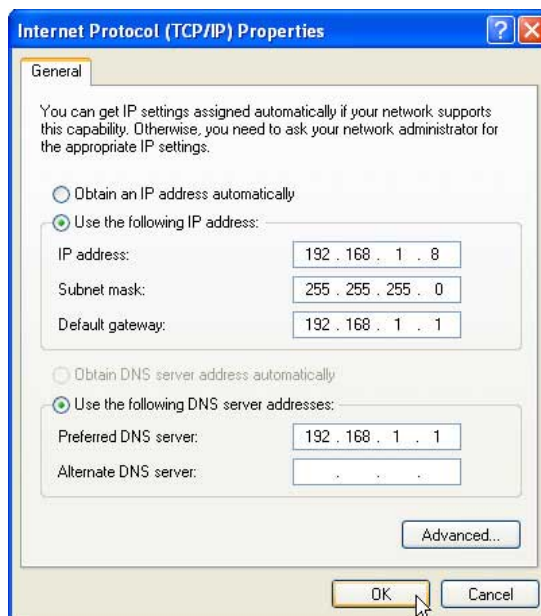 Internet Protocol (TCP/IP) Properties
General
You can get IP settings assigned automatically if your network supports
this capability. Otherwise, you need to ask your network administrator for
the appropriate IP settings.
Obtain an IP address automatically
Use the following IP address:
IP address: 192 . 168 . 1 . 8
Subnet mask: 255 . 255 . 255 . 0
Default gateway: 192 . 168 . 1 . 1
Obtain DNS server address automatically
Use the following DNS server addresses:
Preferred DNS server: 192 . 168 . 1 . 1
Alternate DNS server: . . .
Advanced...
OK Cancel